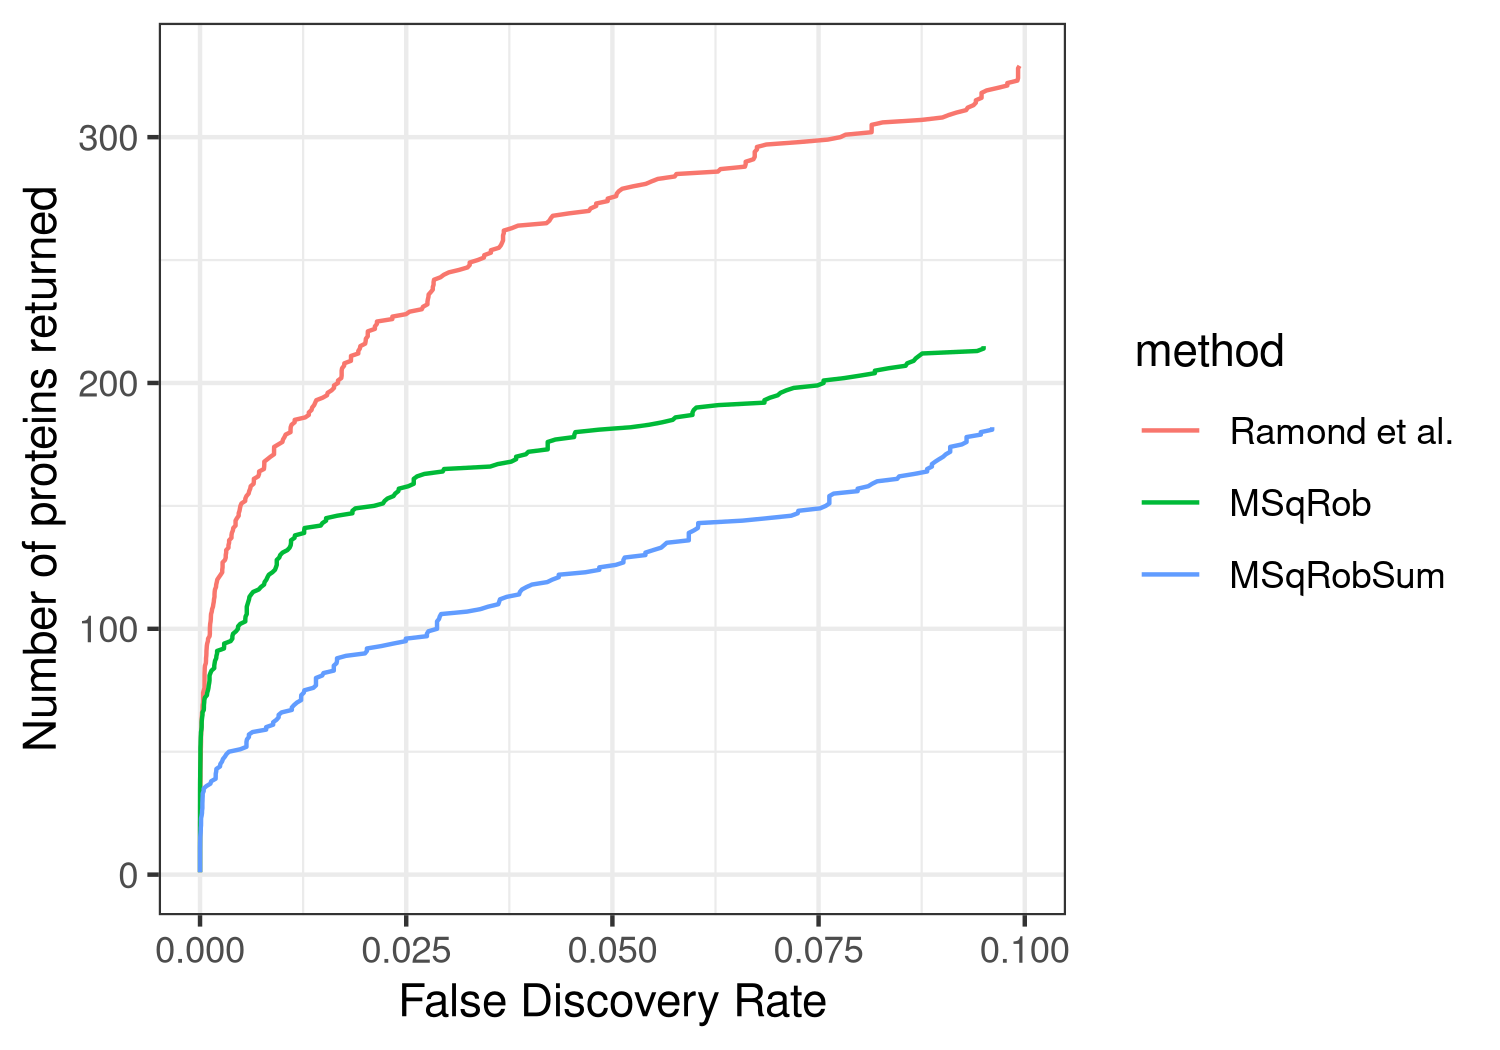 Number of proteins returned
300
200
100
0
0.000 0.025 0.050 0.075 0.100
False Discovery Rate
method
Ramond et al.
MSqRob
MSqRobSum